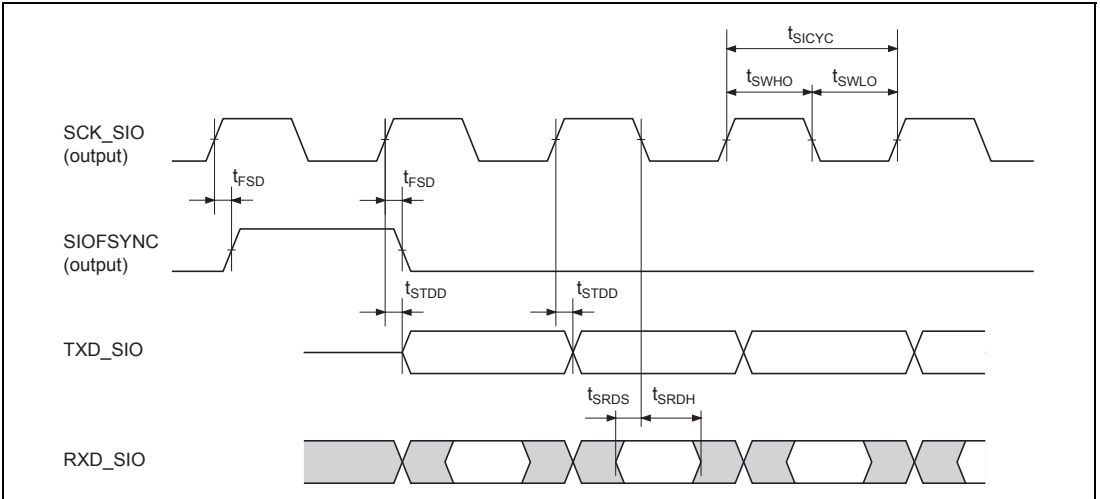 tSICYC
tSWHO tSWLO
SCK_SIO
(output)
tFSD tFSD
SIOFSYNC
(output)
tSTDD tSTDD
TXD_SIO
tSRDS tSRDH
RXD_SIO